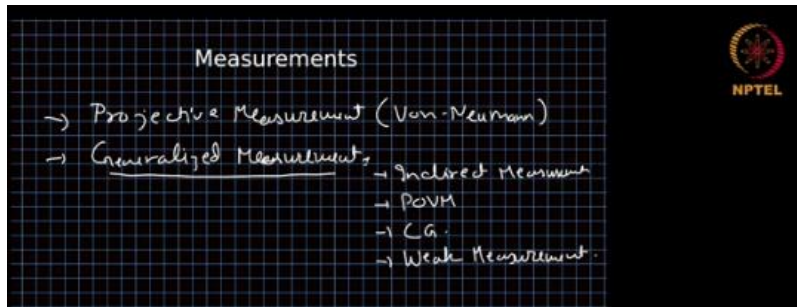 Measurements
NPTEL
→ Projective Measurement (Von-Neumann)
→ Generalized Measurement,
→ Indirect Measurement
→ POVM
→ CG.
→ Weak Measurement.